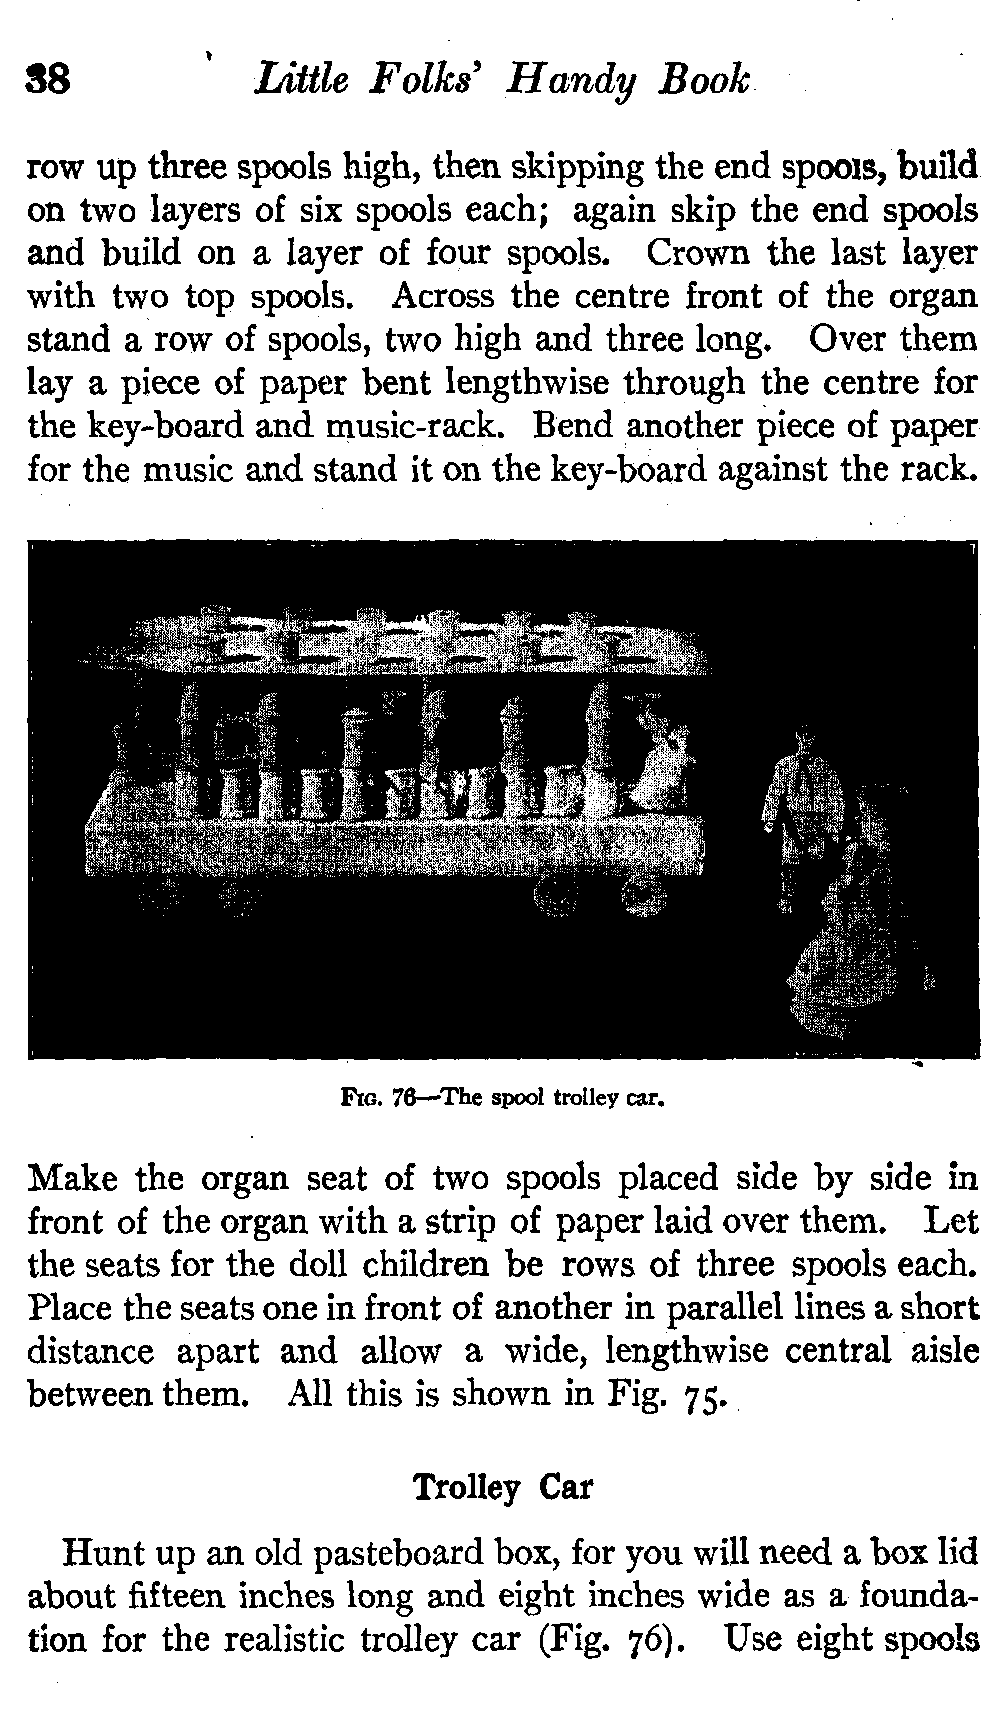 38 Little Folks' Handy Book
row up three spools high, then skipping the end spools, build
on two layers of six spools each; again skip the end spools
and build on a layer of four spools. Crown the last layer
with two top spools. Across the centre front of the organ
stand a row of spools, two high and three long. Over them
lay a piece of paper bent lengthwise through the centre for
the key-board and music-rack. Bend another piece of paper
for the music and stand it on the key-board against the rack.
Fig. 76—The spool trolley car.
Make the organ seat of two spools placed side by side in
front of the organ with a strip of paper laid over them. Let
the seats for the doll children be rows of three spools each.
Place the seats one in front of another in parallel lines a short
distance apart and allow a wide, lengthwise central aisle
between them. All this is shown in Fig. 75.
Trolley Car
Hunt up an old pasteboard box, for you will need a box lid
about fifteen inches long and eight inches wide as a founda-
tion for the realistic trolley car (Fig. 76). Use eight spools